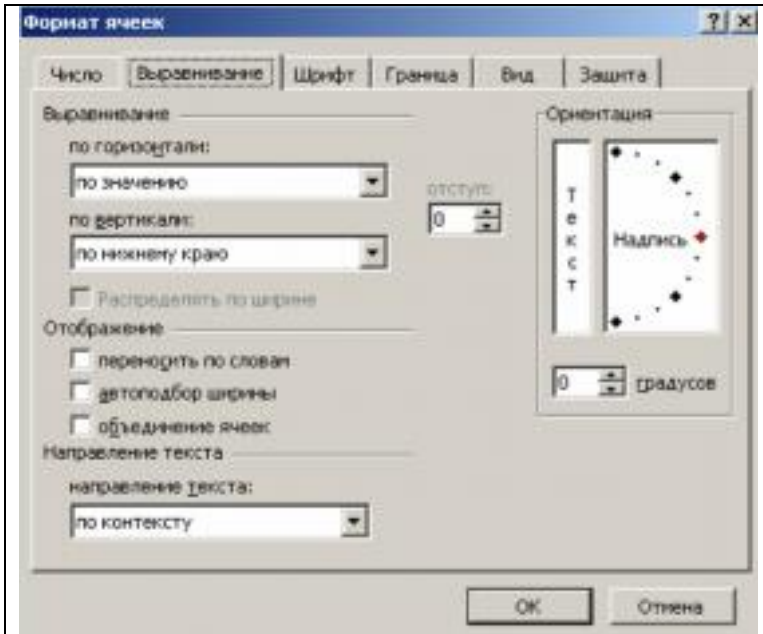 Формат ячеек
Число Выравнивание Шрифт Граница Вид Защита
Выравнивание
по горизонтали:
по значению
отступ:
0
по вертикали:
по нижнему краю
Распределять по ширине
Отображение
переносить по словам
автоподбор ширины
объединение ячеек
Направление текста
направление текста:
по контексту
Ориентация
Текст
Надпись
0 градусов
ОК Отмена